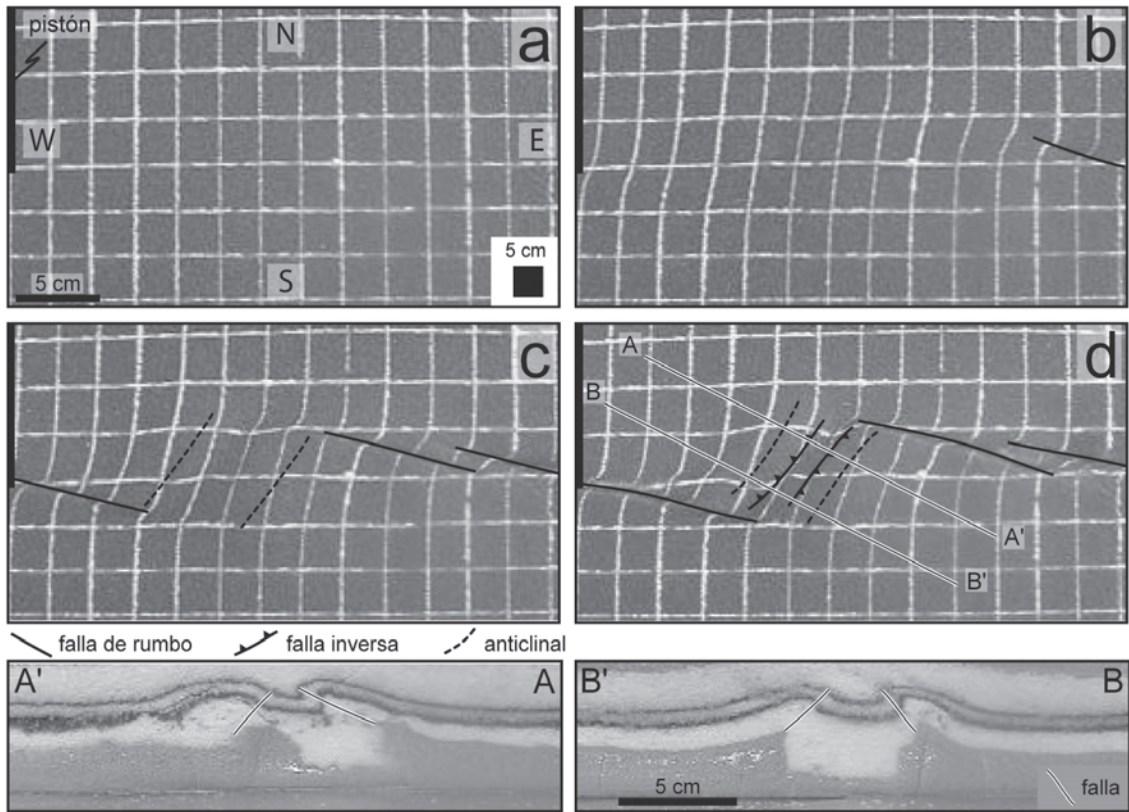 pistón
N
a
W
E
5 cm
S
5 cm
b
c
d
A
B
A'
B'
falla de rumbo
falla inversa
anticlinal
A'
A
B'
B
5 cm
falla